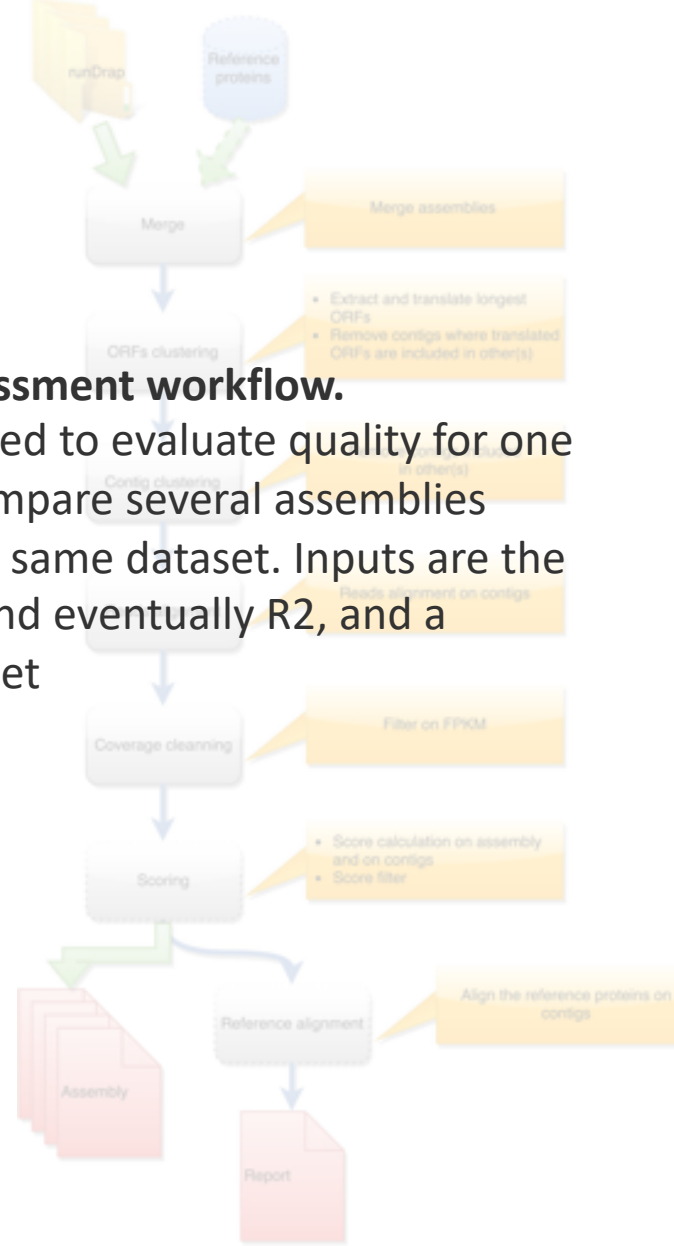 runDrap
Reference
proteins
Merge
Merge assemblies
• Extract and translate longest
ORFs
• Remove contigs where translated
ORFs are included in other(s)
ORFs clustering
ssment workflow.
ed to evaluate quality for one
in other(s)
Contig clustering
mpare several assemblies
same dataset. Inputs are the
Reads alignment on contigs
nd eventually R2, and a
et
Filter on FPKM
Coverage cleanning
• Score calculation on assembly
and on contigs
• Score filter
Scoring
Align the reference proteins on
contigs
Reference alignment
Assembly
Report